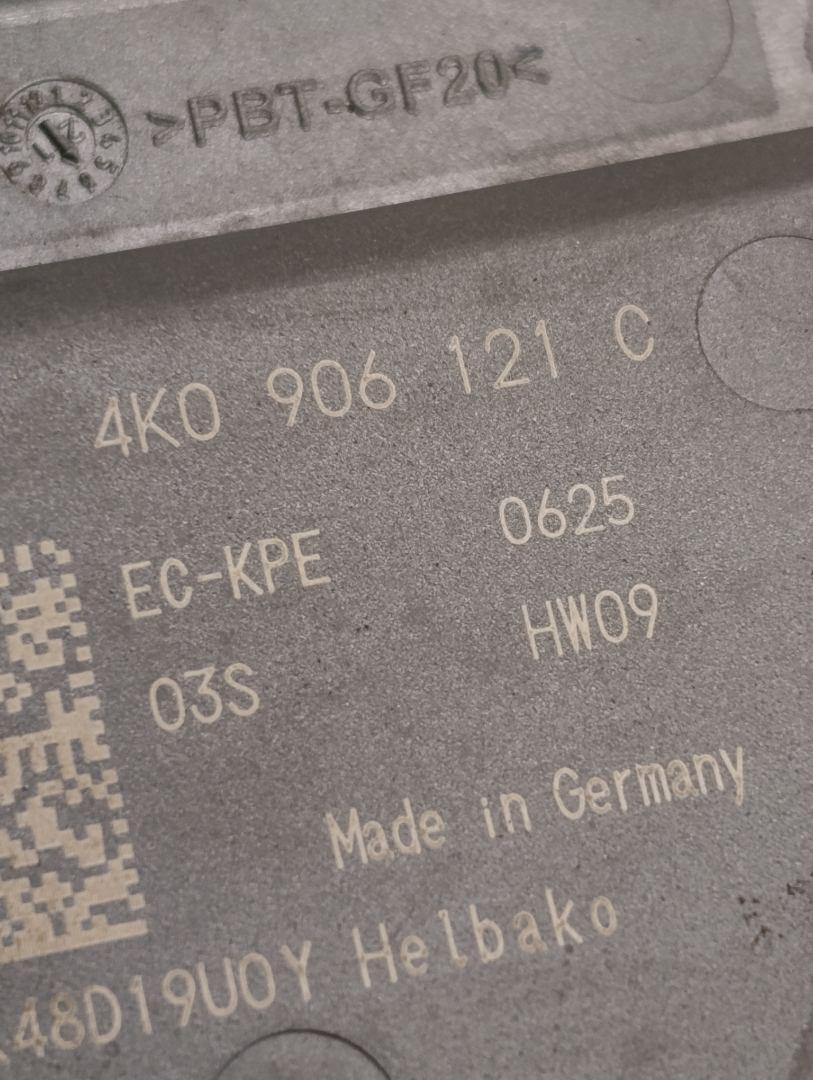 >PBT-GF20<
4K0 906 121 C
EC-KPE 0625
03S HW09
Made in Germany
48D19U0Y Helbako